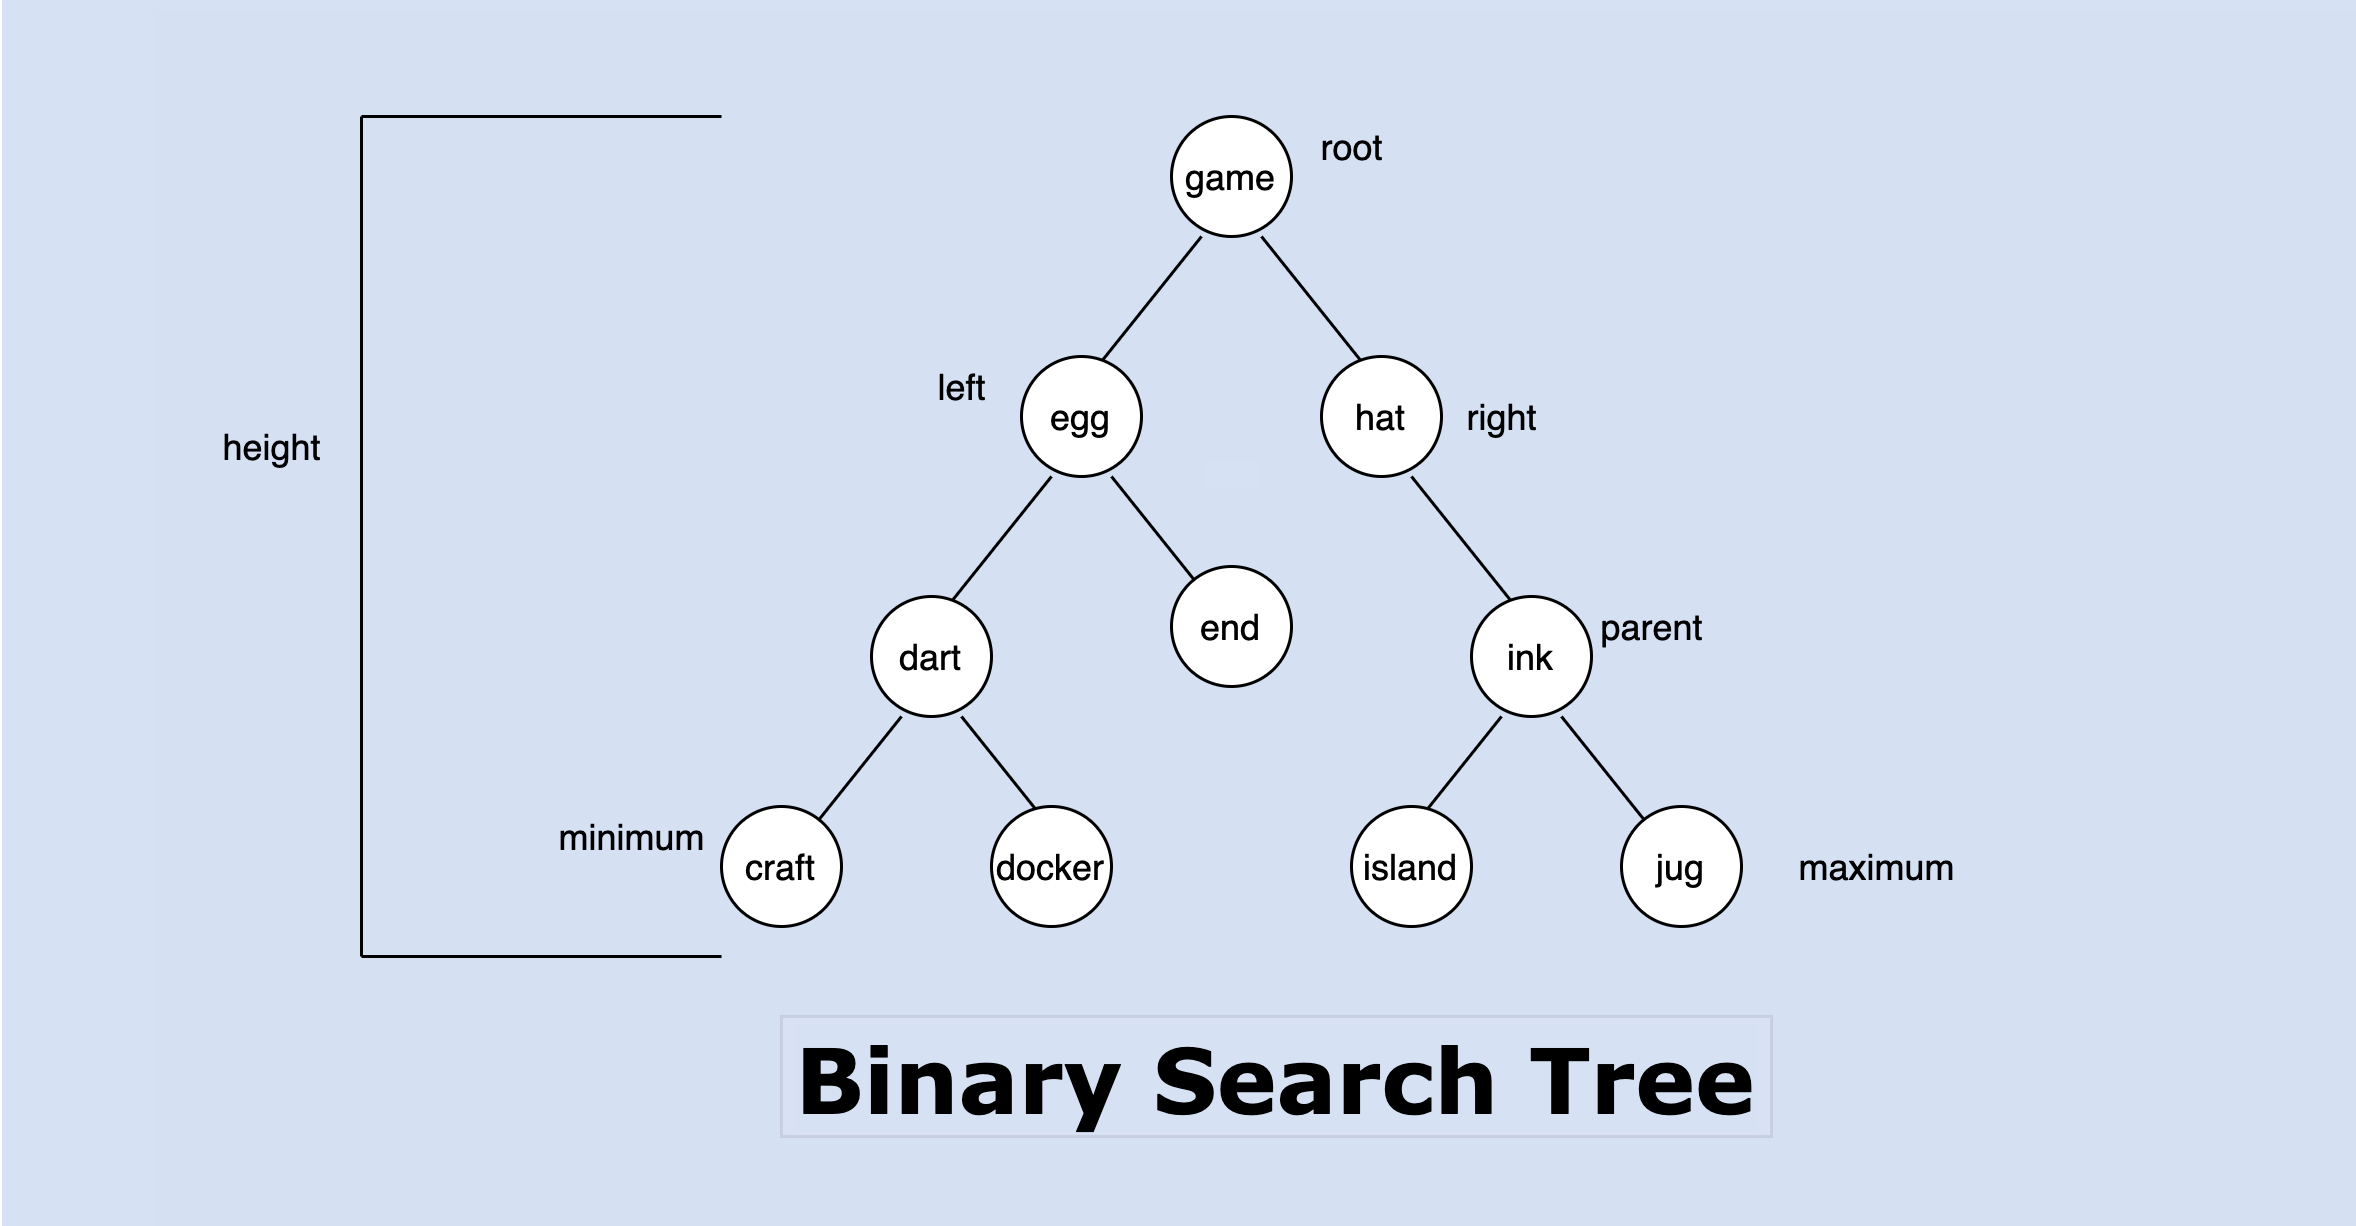 game
root
left
egg
hat
right
height
dart
end
ink
parent
minimum
craft
docker
island
jug
maximum
Binary Search Tree